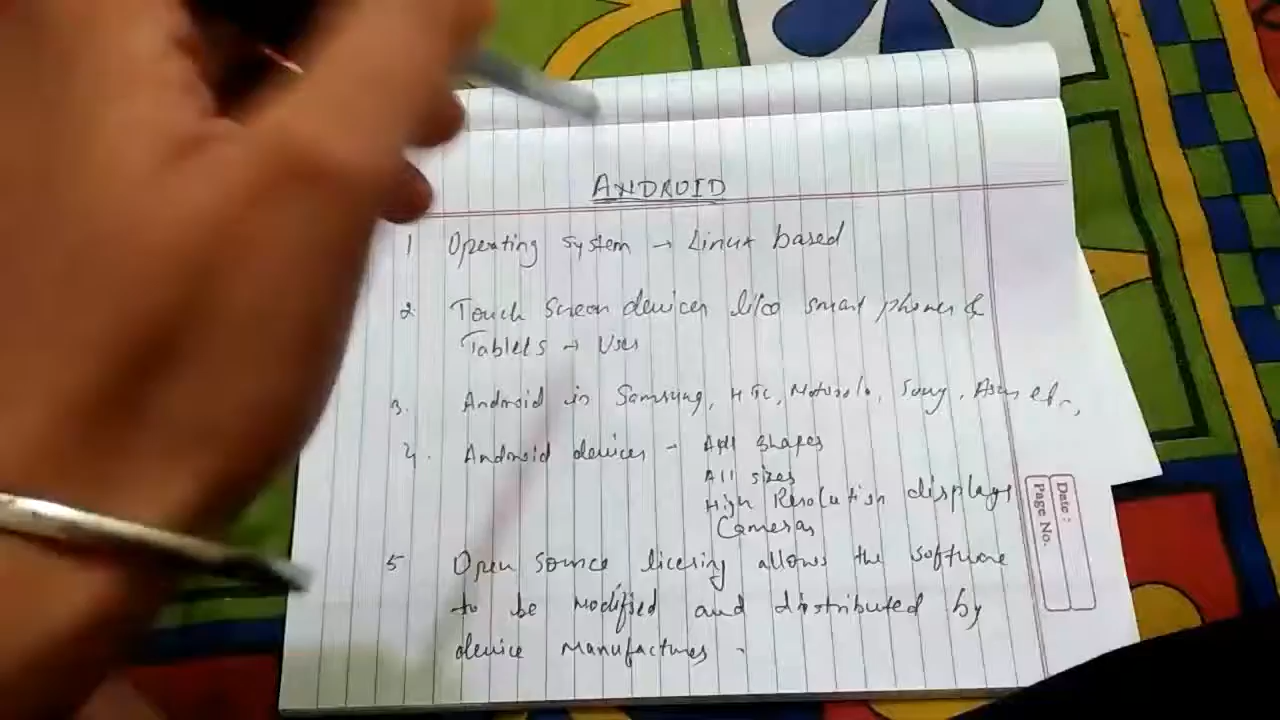 ANDROID
1 Operating System → Linux based
2. Touch Screen devices like smart phones &
Tablets → Uses
3. Android in Samsung, HTC, Motorola, Sony, Asus etc.,
4. Android devices - All shapes
All sizes
High Resolution displays
Cameras
5 Open source licesing allows the software
to be modified and distributed by
device manufactures.
Date :
Page No.